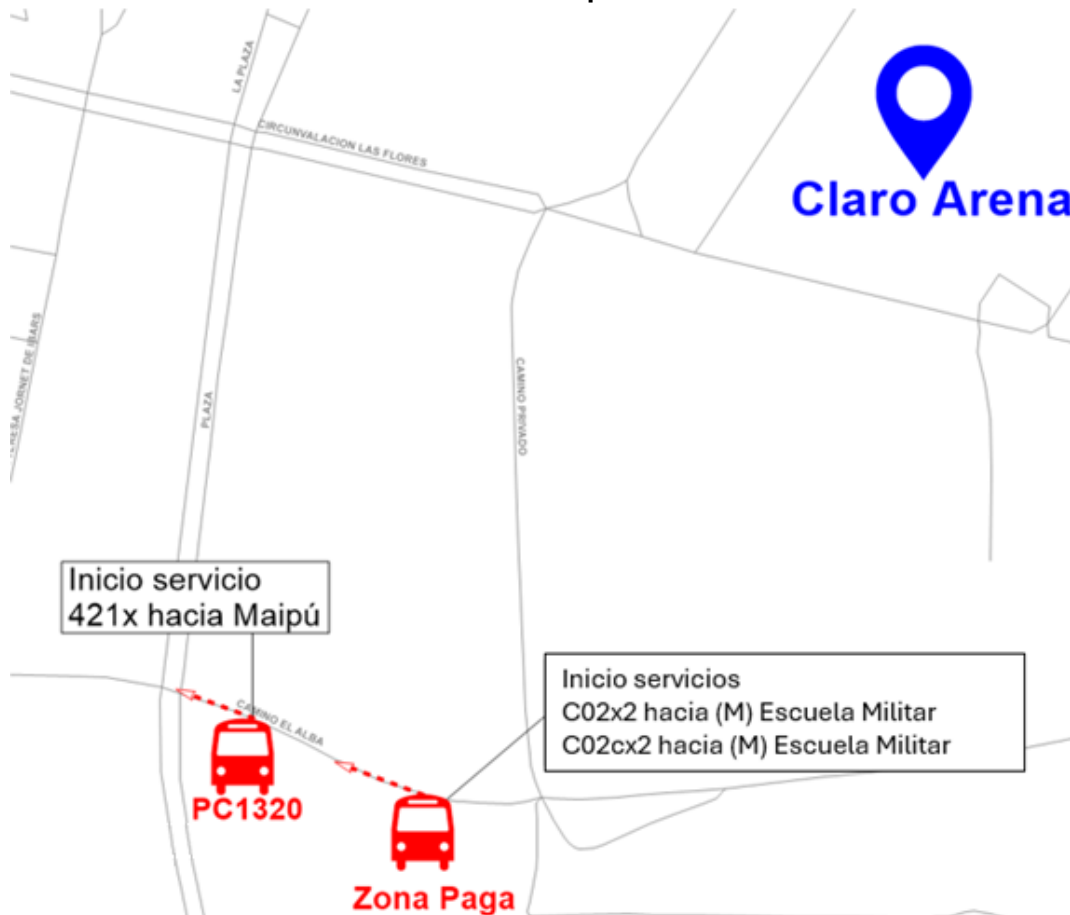 LA PLAZA
CIRCUNVALACION LAS FLORES
Claro Arena
PLAZA
CAMINO PRIVADO
Inicio servicio
421x hacia Maipú
Inicio servicios
C02x2 hacia (M) Escuela Militar
C02cx2 hacia (M) Escuela Militar
CAMINO EL ALBA
PC1320
Zona Paga
JORNET DE IBARS